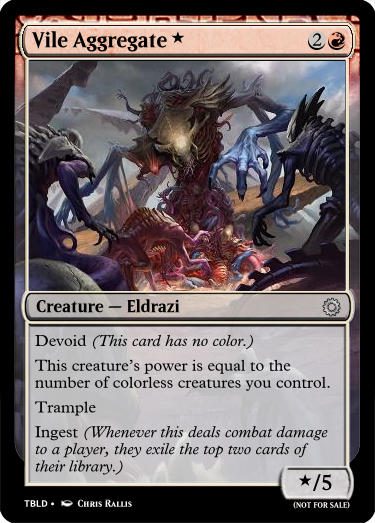 Vile Aggregate ★ 2
Creature — Eldrazi
Devoid (This card has no color.)
This creature's power is equal to the
number of colorless creatures you control.
Trample
Ingest (Whenever this deals combat damage
to a player, they exile the top two cards of
their library.)
★/5
TBLD • Chris Rallis
(NOT FOR SALE)